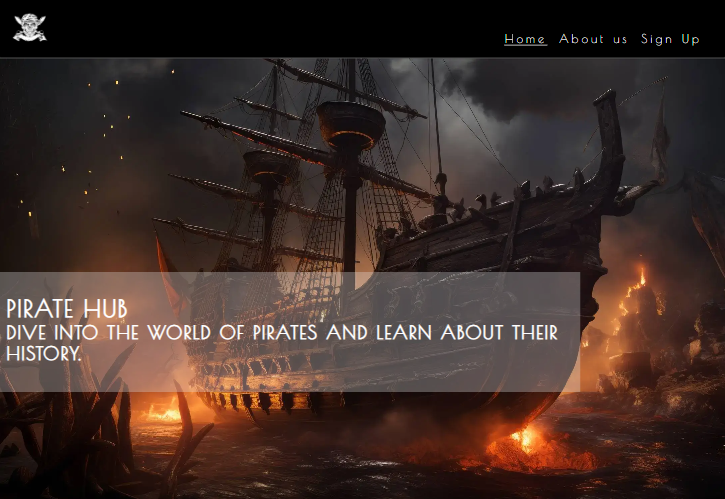 Home About us Sign Up
PIRATE HUB
DIVE INTO THE WORLD OF PIRATES AND LEARN ABOUT THEIR
HISTORY.